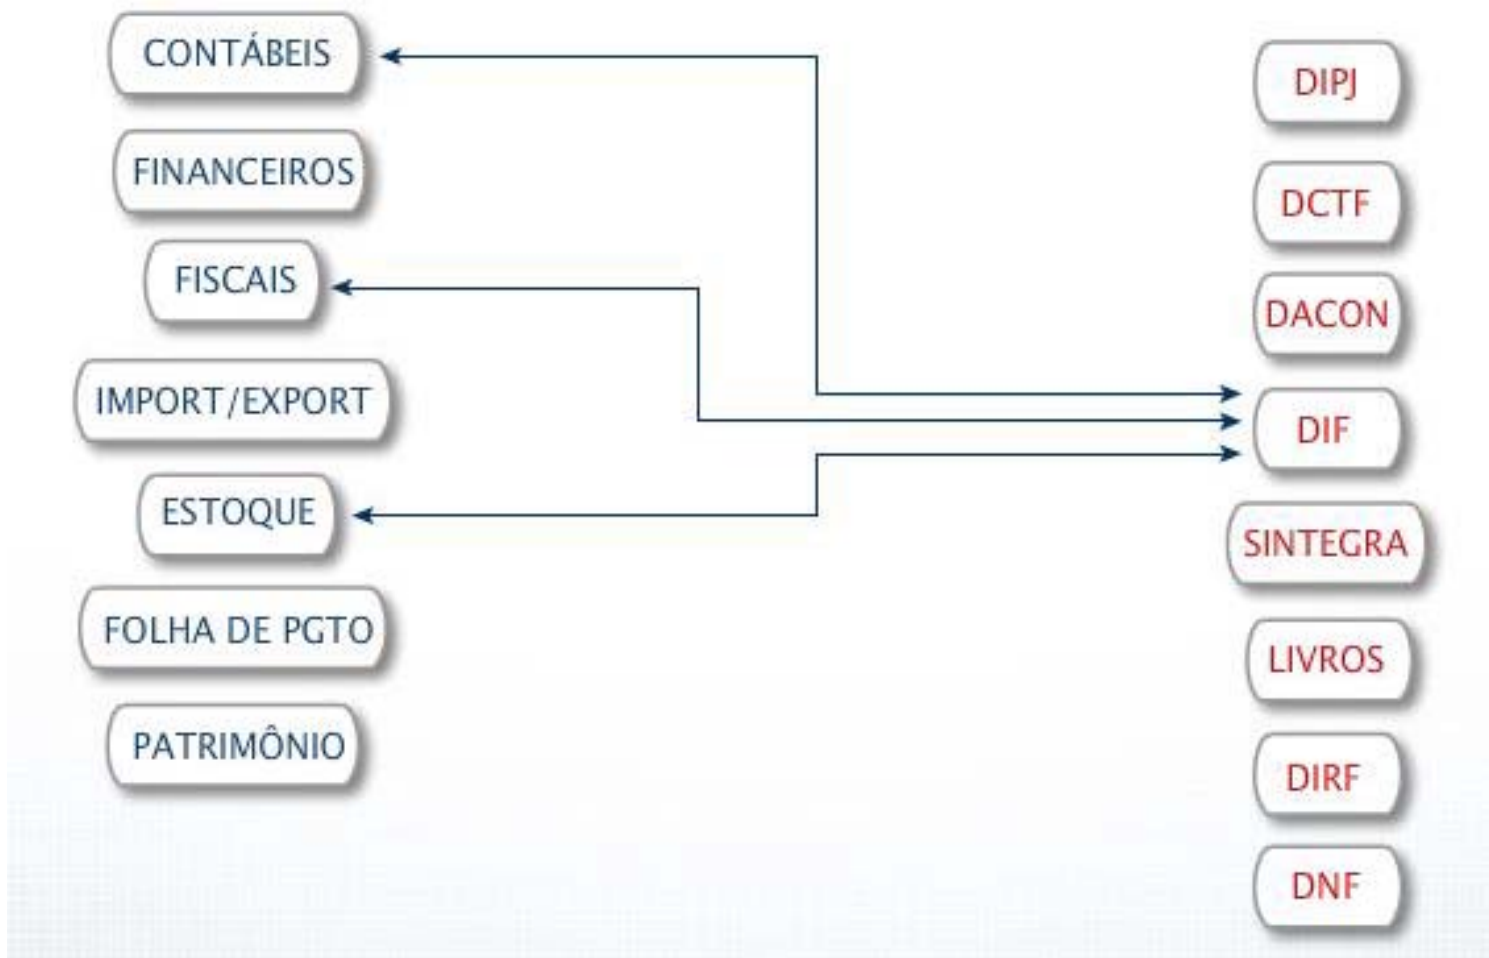 CONTÁBEIS
FINANCEIROS
FISCAIS
IMPORT/EXPORT
ESTOQUE
FOLHA DE PGTO
PATRIMÔNIO
DIPJ
DCTF
DACON
DIF
SINTEGRA
LIVROS
DIRF
DNF